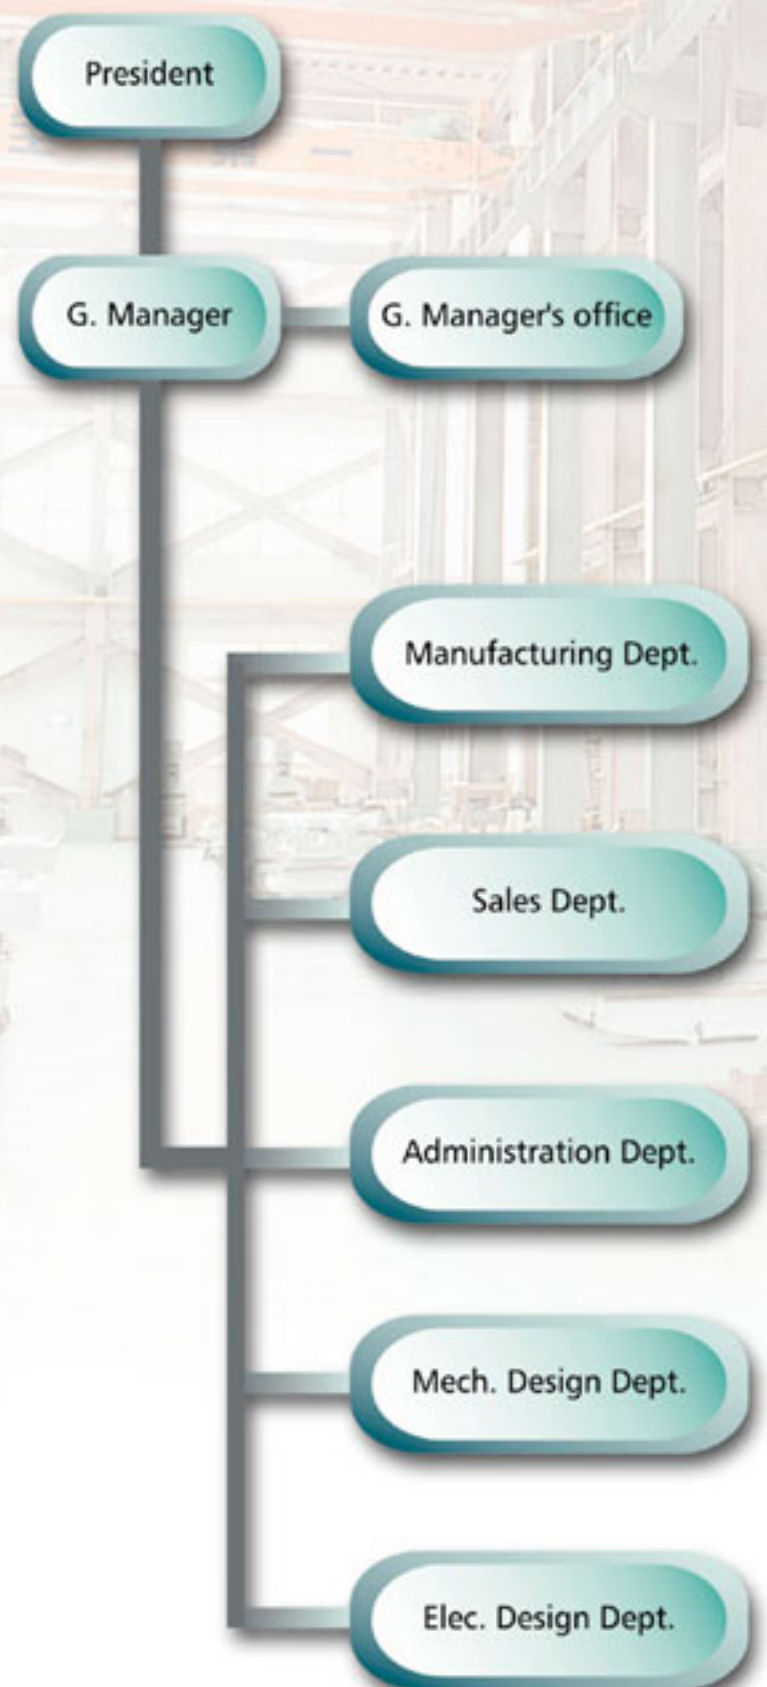 President
G. Manager
G. Manager's office
Manufacturing Dept.
Sales Dept.
Administration Dept.
Mech. Design Dept.
Elec. Design Dept.